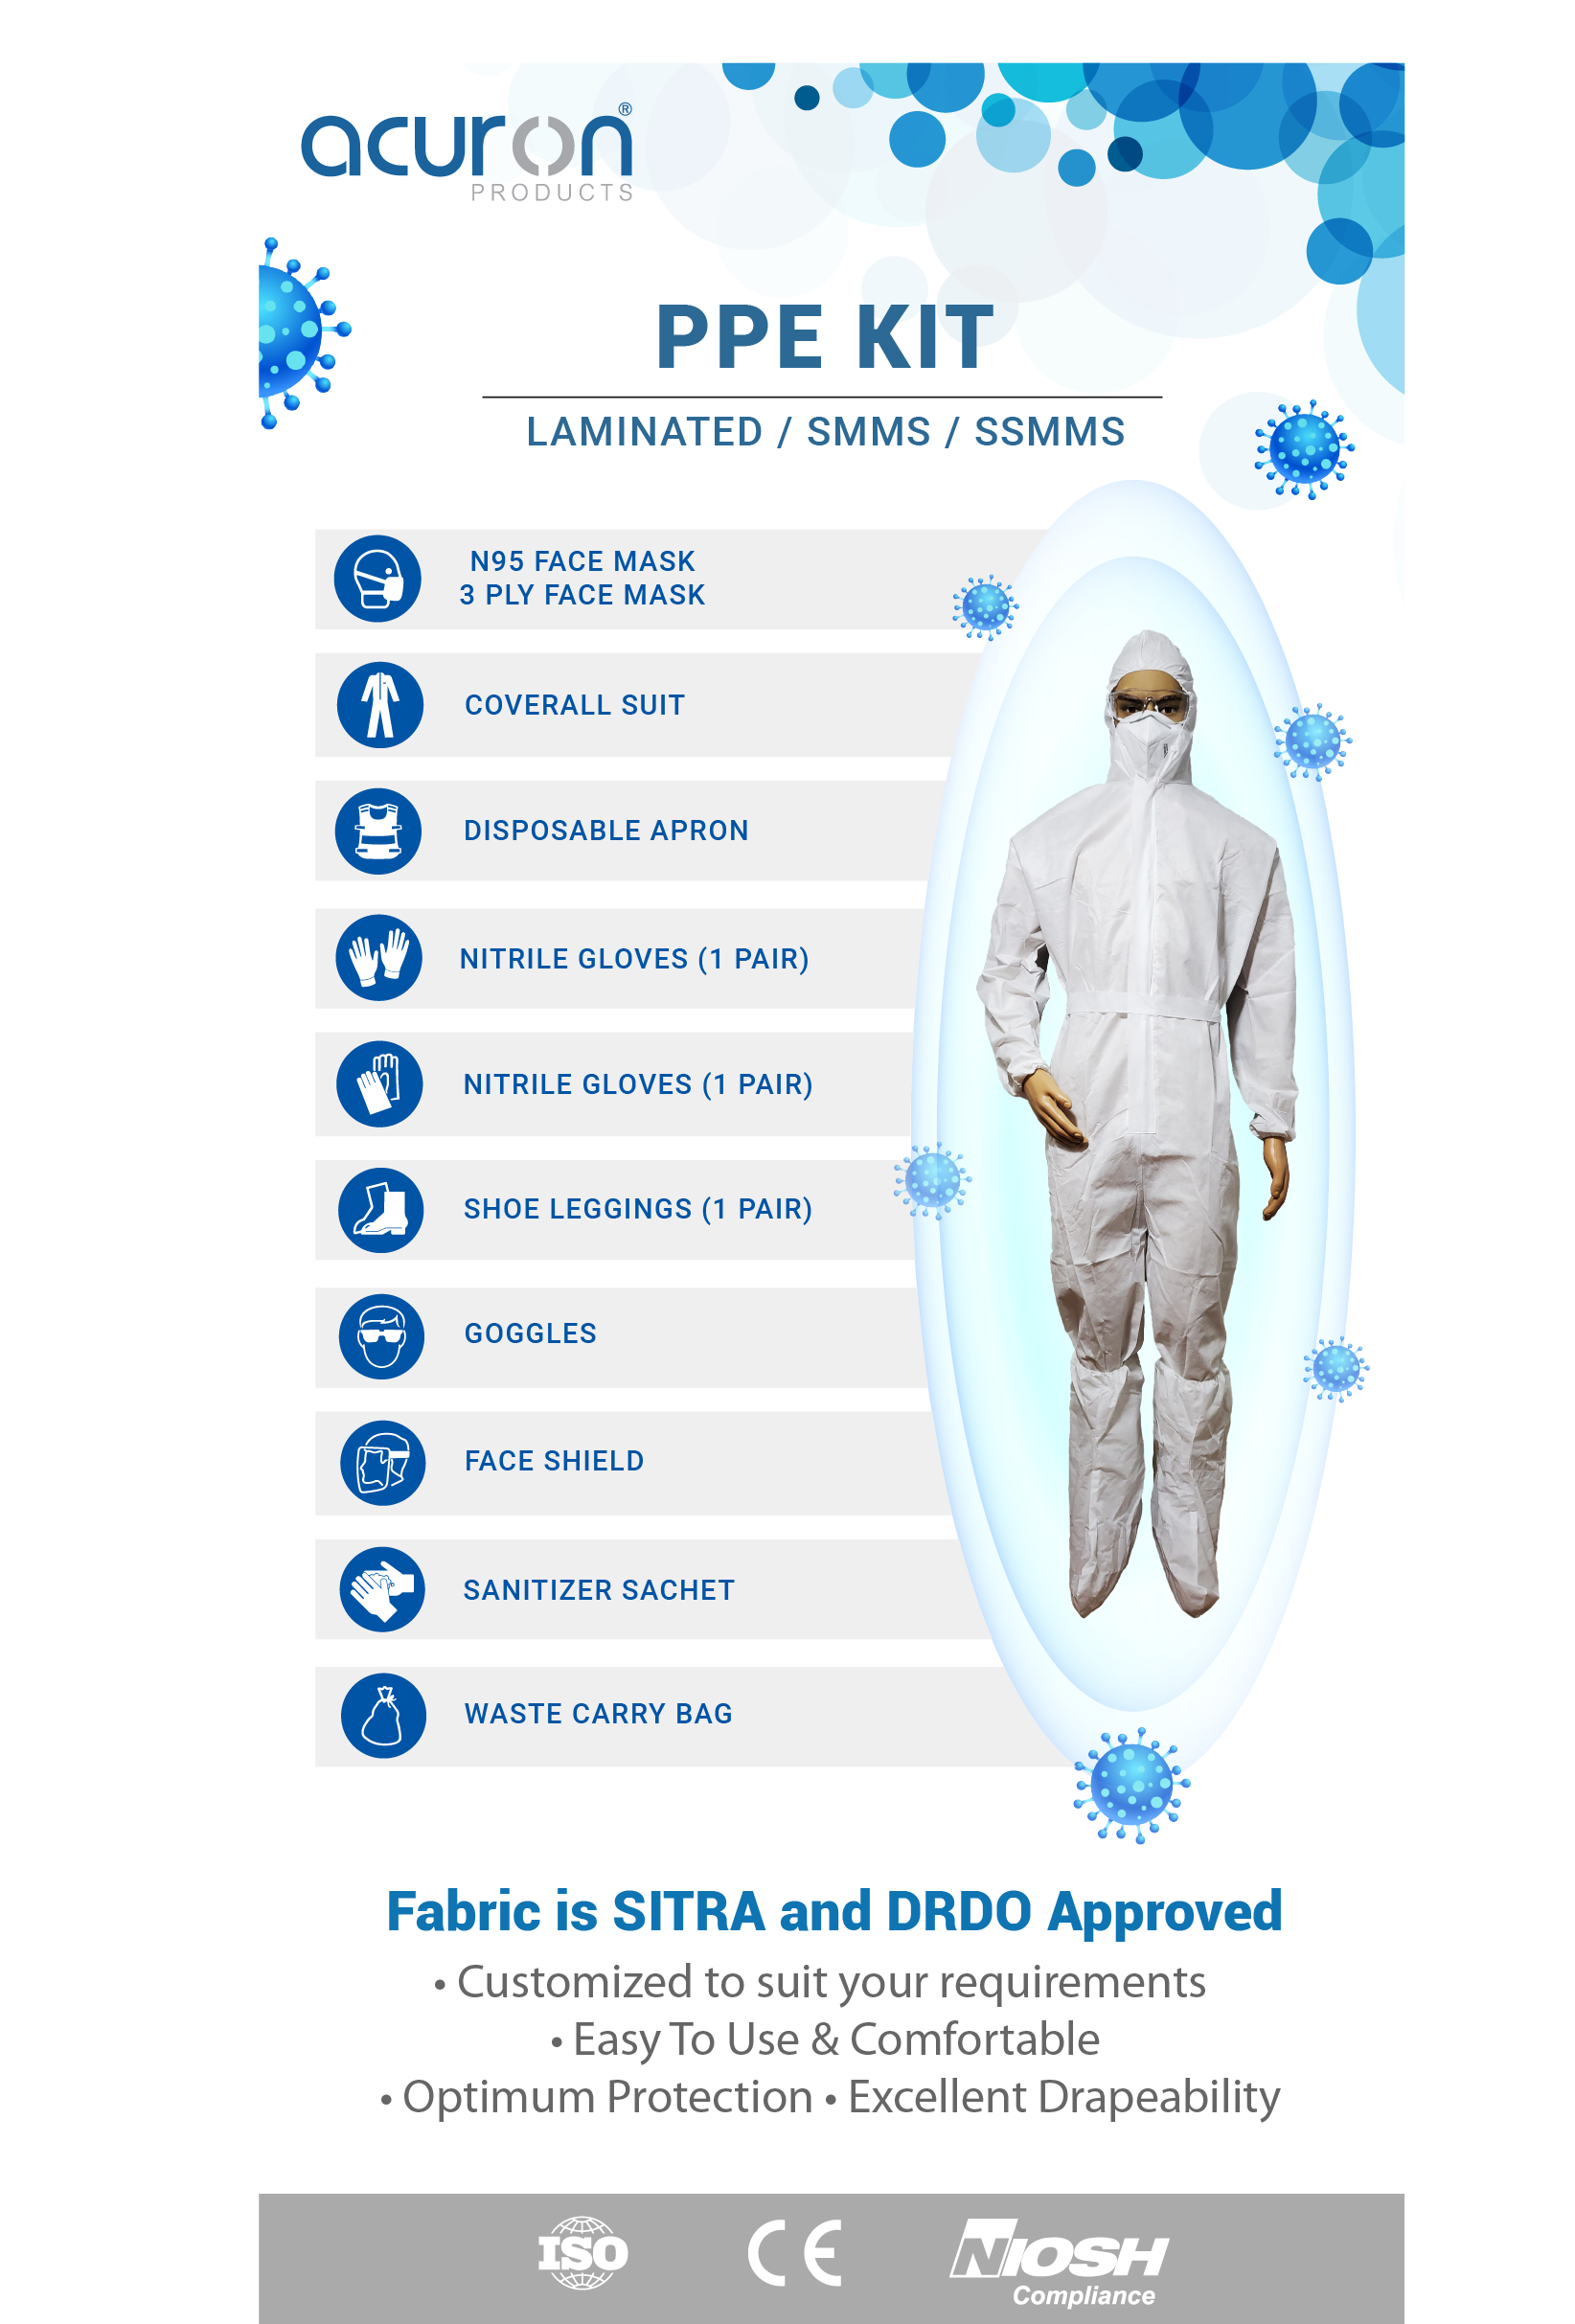 acuron®
PRODUCTS
PPE KIT
LAMINATED / SMMS / SSMMS
N95 FACE MASK
3 PLY FACE MASK
COVERALL SUIT
DISPOSABLE APRON
NITRILE GLOVES (1 PAIR)
NITRILE GLOVES (1 PAIR)
SHOE LEGGINGS (1 PAIR)
GOGGLES
FACE SHIELD
SANITIZER SACHET
WASTE CARRY BAG
Fabric is SITRA and DRDO Approved
• Customized to suit your requirements
• Easy To Use & Comfortable
• Optimum Protection • Excellent Drapeability
ISO
CE
NIOSH
Compliance